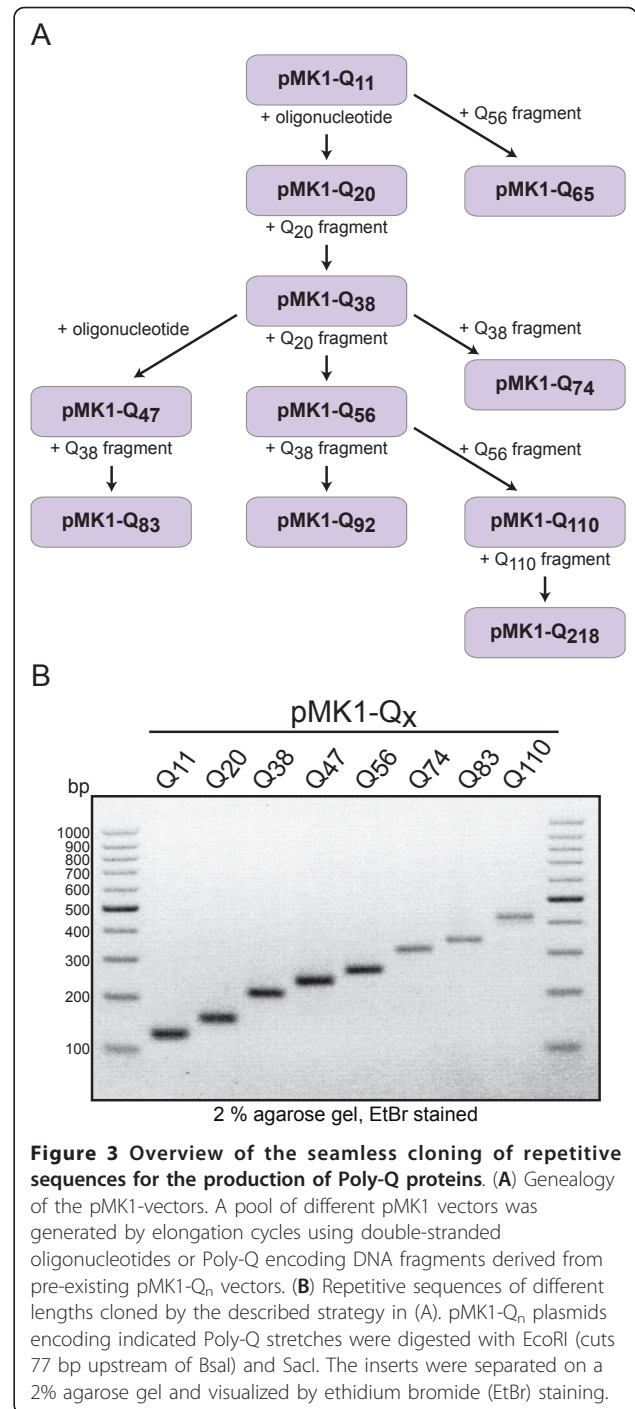 A
pMK1-Q11
+ oligonucleotide
+ Q56 fragment
pMK1-Q20
pMK1-Q65
+ Q20 fragment
pMK1-Q38
+ oligonucleotide
+ Q20 fragment
+ Q38 fragment
pMK1-Q47
pMK1-Q56
pMK1-Q74
+ Q38 fragment
+ Q38 fragment
+ Q56 fragment
pMK1-Q83
pMK1-Q92
pMK1-Q110
+ Q110 fragment
pMK1-Q218
B
pMK1-QX
bp
Q11 Q20 Q38 Q47 Q56 Q74 Q83 Q110
1000
900
800
700
600
500
400
300
200
100
2 % agarose gel, EtBr stained
Figure 3 Overview of the seamless cloning of repetitive
sequences for the production of Poly-Q proteins. (A) Genealogy
of the pMK1-vectors. A pool of different pMK1 vectors was
generated by elongation cycles using double-stranded
oligonucleotides or Poly-Q encoding DNA fragments derived from
pre-existing pMK1-Qn vectors. (B) Repetitive sequences of different
lengths cloned by the described strategy in (A). pMK1-Qn plasmids
encoding indicated Poly-Q stretches were digested with EcoRI (cuts
77 bp upstream of BsaI) and SacI. The inserts were separated on a
2% agarose gel and visualized by ethidium bromide (EtBr) staining.